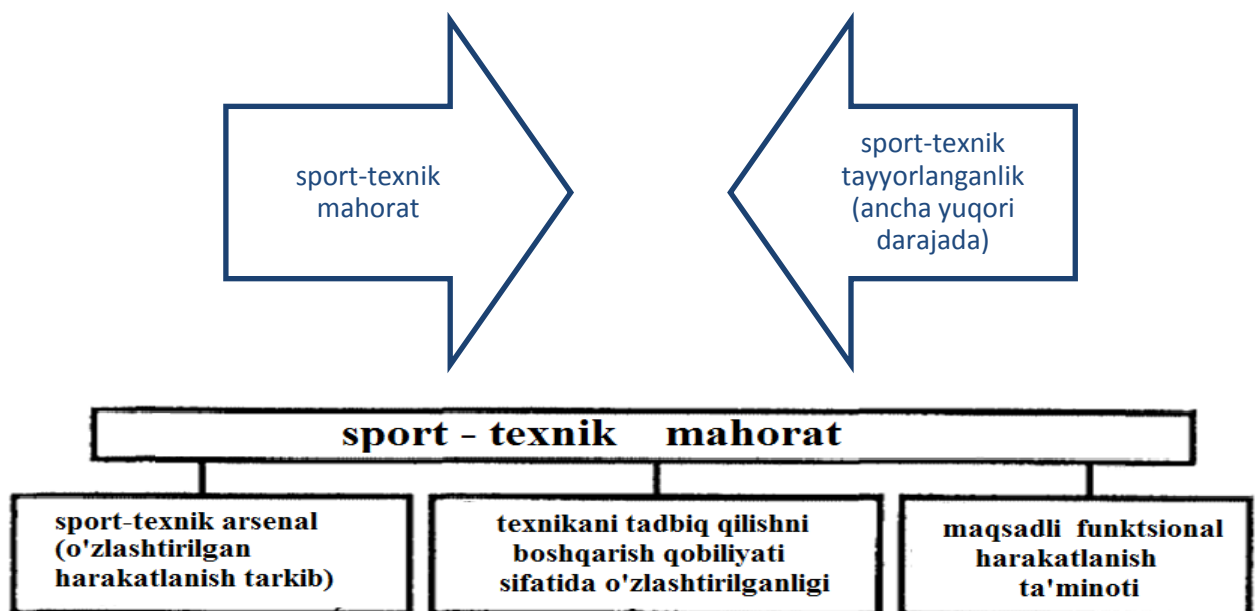 sport-texnik
mahorat
sport-texnik
tayyorlanganlik
(ancha yuqori
darajada)
sport - texnik mahorat
sport-texnik arsenal
(o'zlashtirilgan
harakatlanish tarkib)
texnikani tadbiq qilishni
boshqarish qobiliyati
sifatida o'zlashtirilganligi
maqsadli funktsional
harakatlanish
ta'minoti